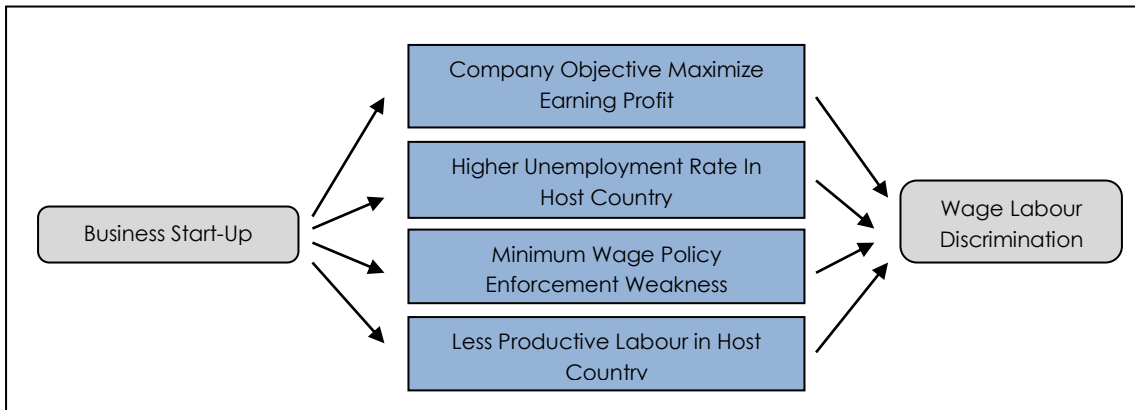 Company Objective Maximize
Earning Profit
Higher Unemployment Rate In
Host Country
Business Start-Up
Wage Labour
Discrimination
Minimum Wage Policy
Enforcement Weakness
Less Productive Labour in Host
Country